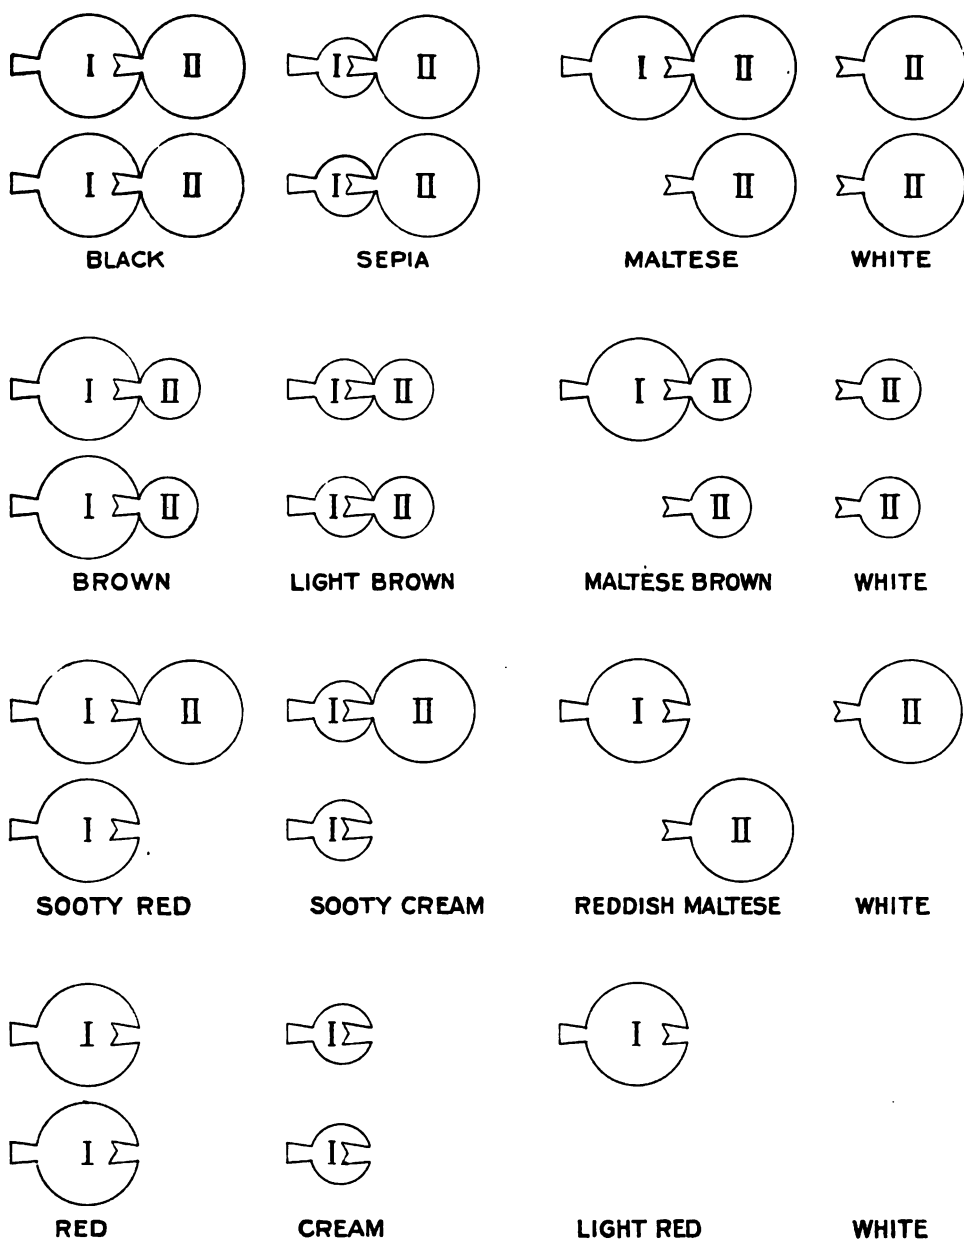 I II I II I II II
I II I II II II
BLACK SEPIA MALTESE WHITE
I II I II I II II
I II I II II II
BROWN LIGHT BROWN MALTESE BROWN WHITE
I II I II I II
I I II
SOOTY RED SOOTY CREAM REDDISH MALTESE WHITE
I I I
I I
RED CREAM LIGHT RED WHITE